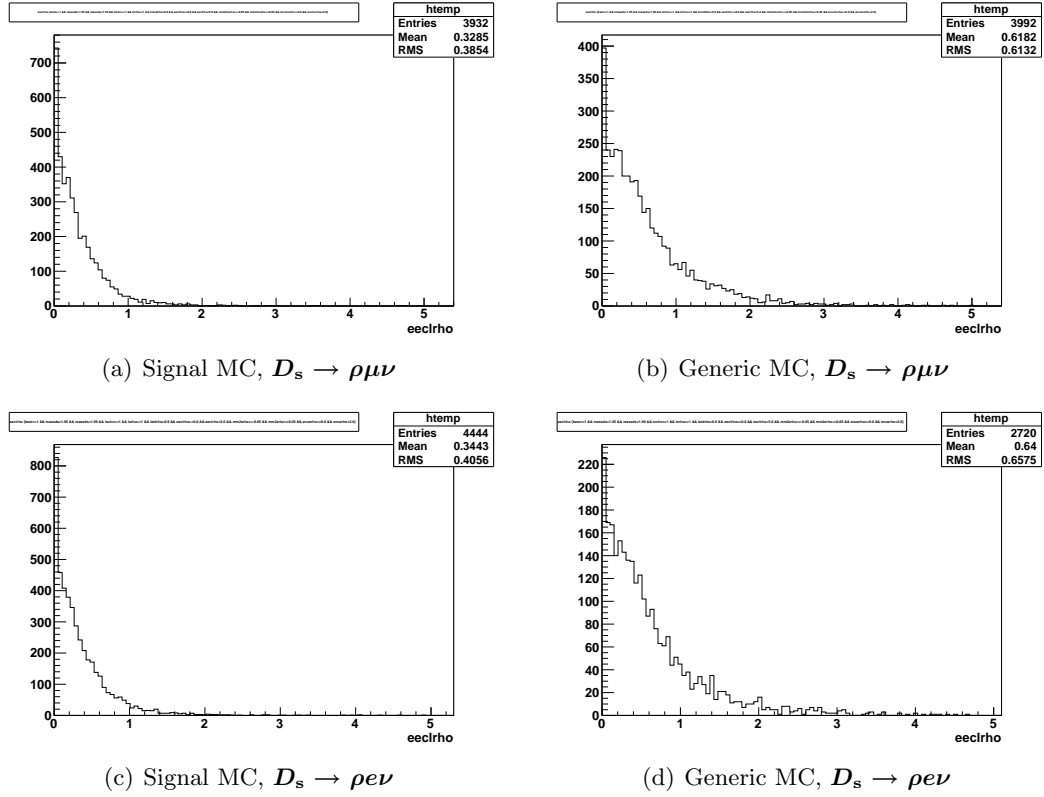 htemp
Entries 3932
Mean 0.3285
RMS 0.3854
700
600
500
400
300
200
100
0
0 1 2 3 4 5
eeclrho
(a) Signal MC, Ds → ρμν
htemp
Entries 3992
Mean 0.6182
RMS 0.6132
400
350
300
250
200
150
100
50
0
0 1 2 3 4 5
eeclrho
(b) Generic MC, Ds → ρμν
htemp
Entries 4444
Mean 0.3443
RMS 0.4056
800
700
600
500
400
300
200
100
0
0 1 2 3 4 5
eeclrho
(c) Signal MC, Ds → ρeν
htemp
Entries 2720
Mean 0.64
RMS 0.6575
220
200
180
160
140
120
100
80
60
40
20
0
0 1 2 3 4 5
eeclrho
(d) Generic MC, Ds → ρeν